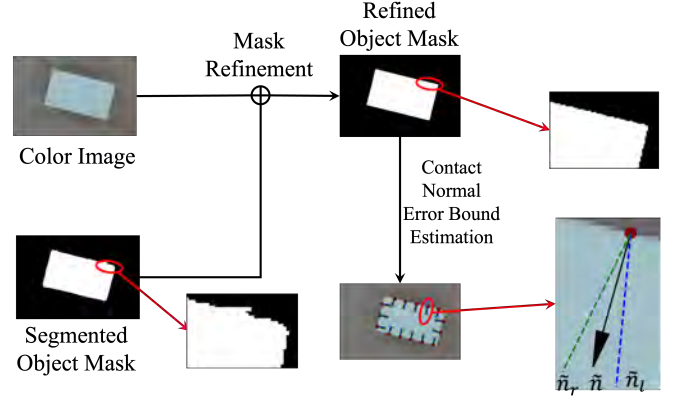 Refined
Object Mask
Mask
Refinement
Color Image
Contact
Normal
Error Bound
Estimation
Segmented
Object Mask
ñ_r ñ ñ_l